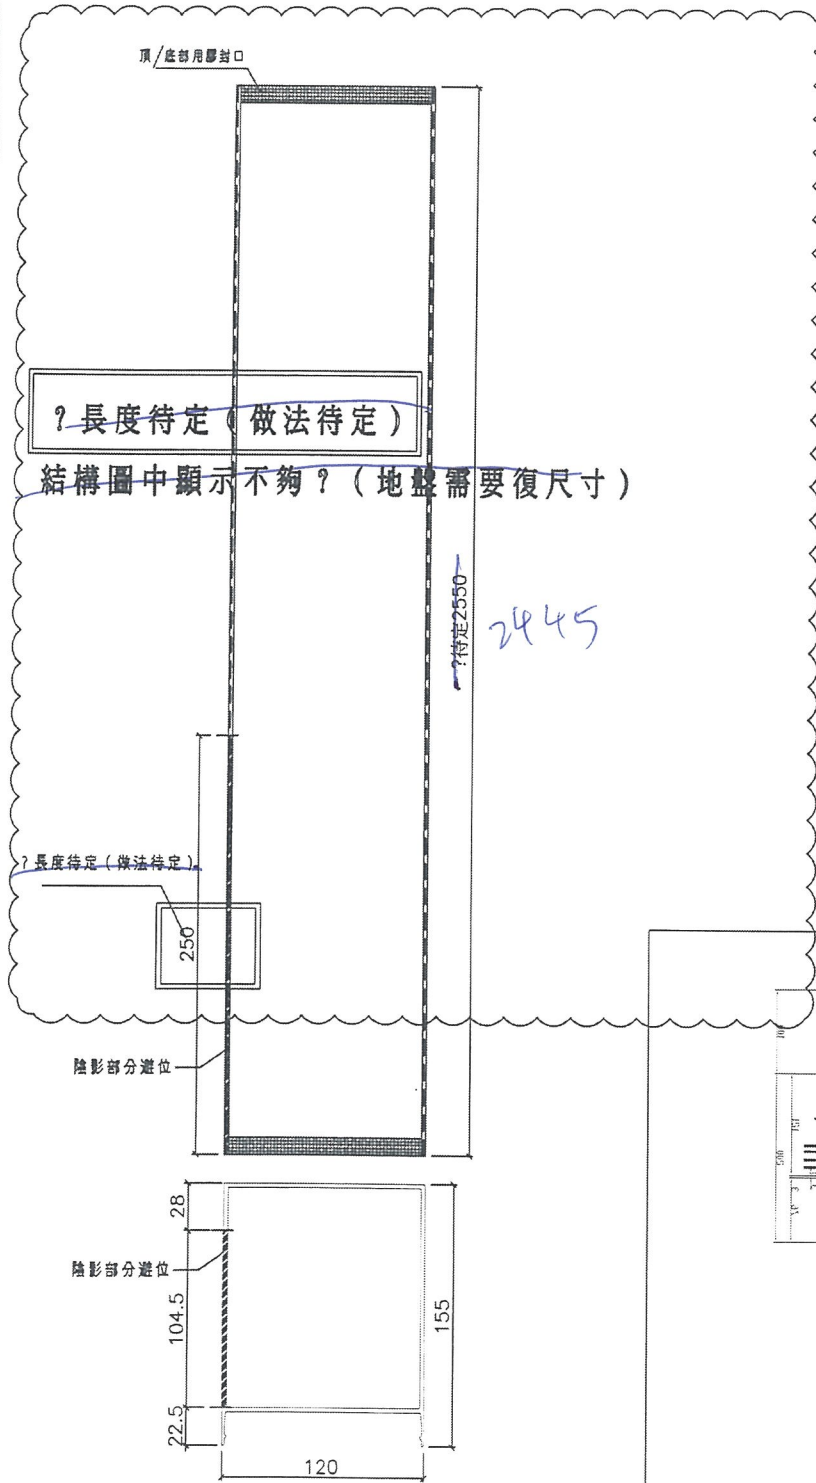 頂/底部用膠封口
?長度待定(做法待定)
結構圖中顯示不夠?(地盤需要復尺寸)
?待定2550
2445
?長度待定(做法待定)
250
陰影部分避位
28
陰影部分避位
104.5
155
22.5
120
500